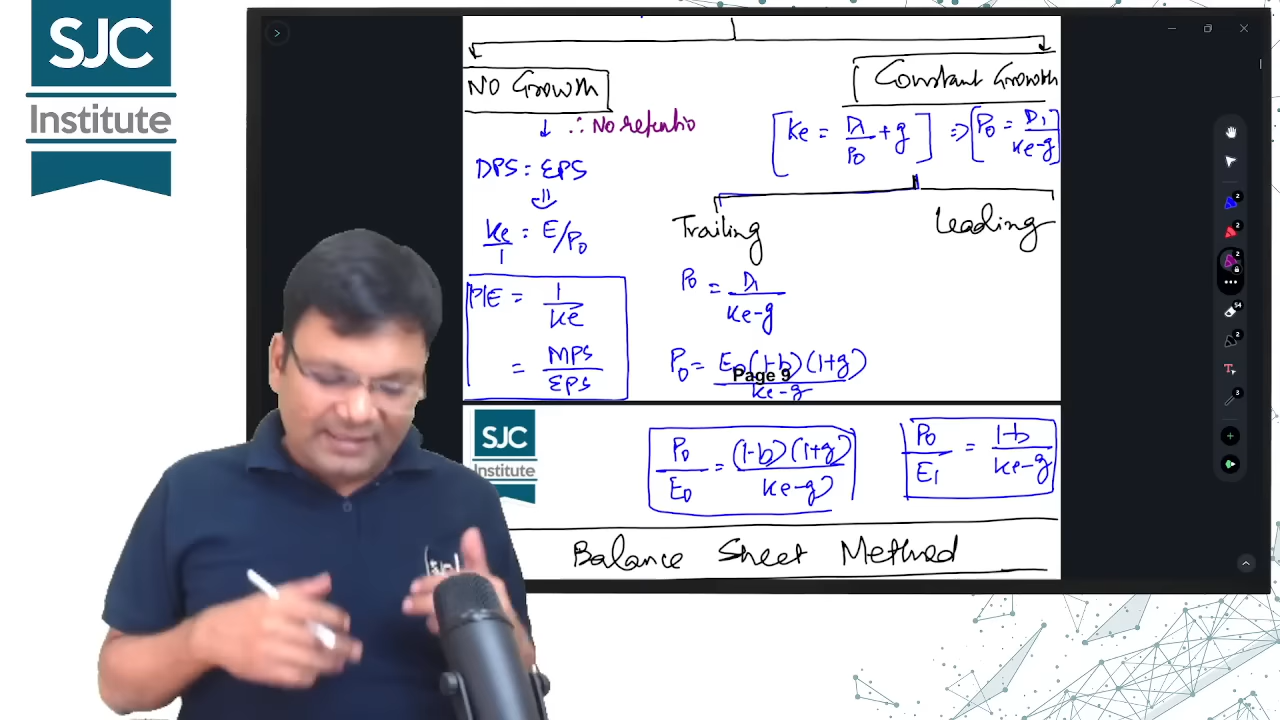 SJC
Institute
No Growth
Constant Growth
∴ No retentio
[Ke = D1/P0 + g] => [P0 = D1/Ke-g]
DPS = EPS
Trailing
Leading
Ke/1 = E/P0
P0 = D1/Ke-g
P/E = 1/Ke
= MPS/EPS
P0 = E0(1-b)(1+g)/Ke-g
Page 9
SJC
Institute
P0/E0 = (1-b)(1+g)/Ke-g
P0/E1 = 1-b/Ke-g
Balance Sheet Method